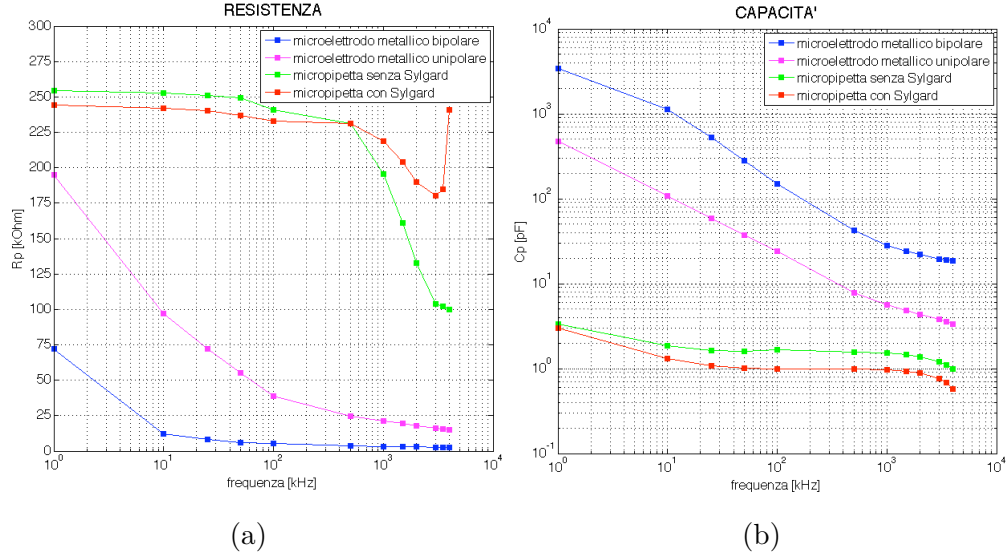 RESISTENZA
300
275
250
225
200
175
150
125
100
75
50
25
0
Rp [kOhm]
microelettrodo metallico bipolare
microelettrodo metallico unipolare
micropipetta senza Sylgard
micropipetta con Sylgard
10^0
10^1
10^2
10^3
10^4
frequenza [kHz]
(a)
CAPACITA'
10^4
10^3
10^2
10^1
10^0
10^-1
Cp [pF]
microelettrodo metallico bipolare
microelettrodo metallico unipolare
micropipetta senza Sylgard
micropipetta con Sylgard
10^0
10^1
10^2
10^3
10^4
frequenza [kHz]
(b)